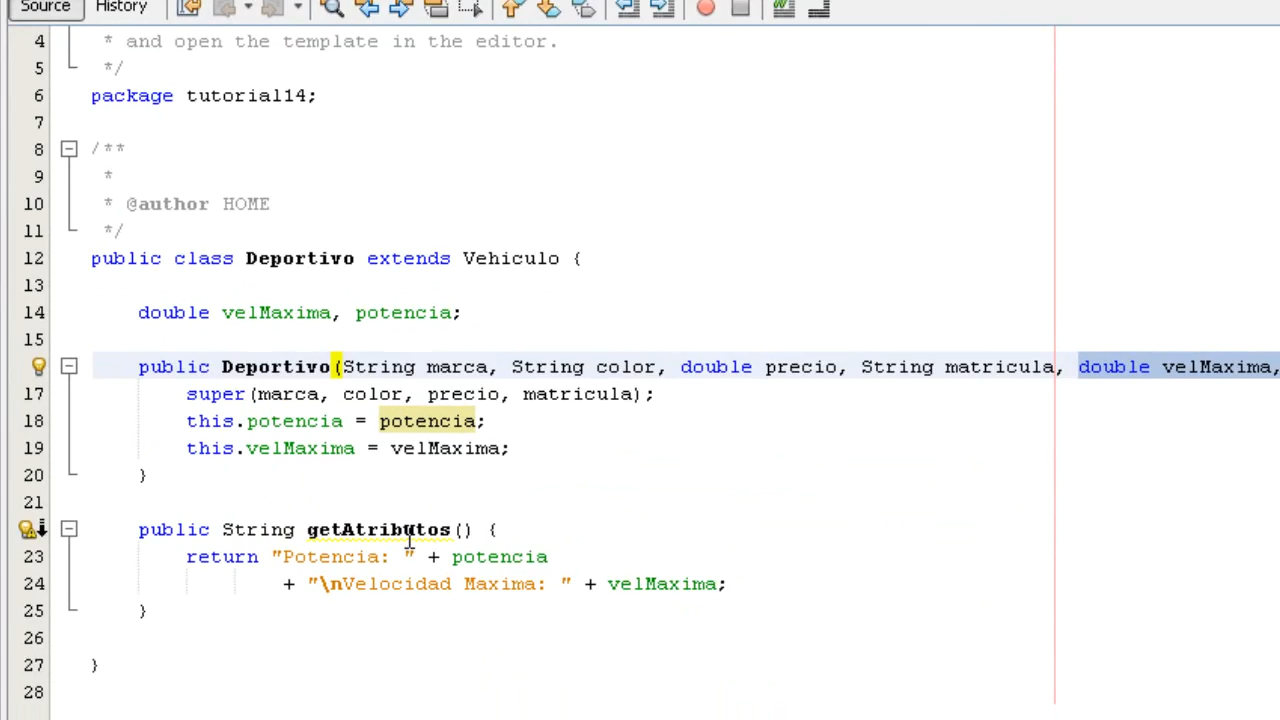 Source History
4 * and open the template in the editor.
5 */
6 package tutorial14;
7
8 /**
9 *
10 * @author HOME
11 */
12 public class Deportivo extends Vehiculo {
13
14 double velMaxima, potencia;
15
public Deportivo(String marca, String color, double precio, String matricula, double velMaxima,
17 super(marca, color, precio, matricula);
18 this.potencia = potencia;
19 this.velMaxima = velMaxima;
20 }
21
public String getAtributos() {
23 return "Potencia: " + potencia
24 + "\nVelocidad Maxima: " + velMaxima;
25 }
26
27 }
28